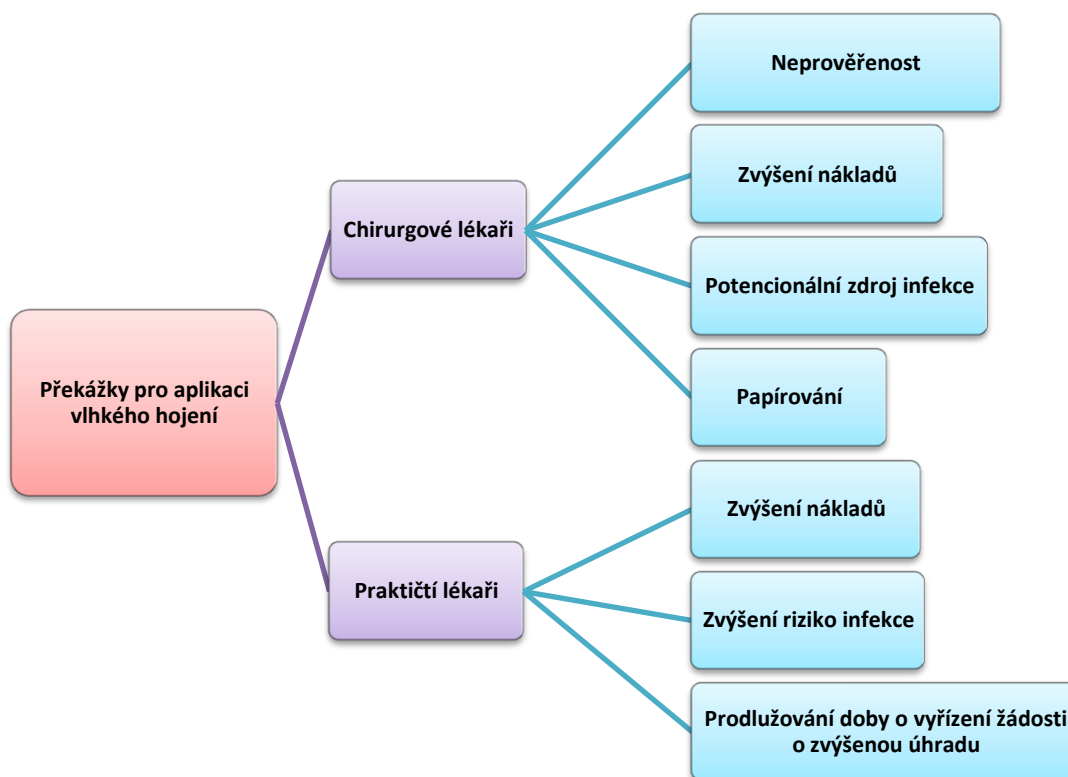 Překážky pro aplikaci
vlhkého hojení
Chirurgové lékaři
Neprověřenost
Zvýšení nákladů
Potencionální zdroj infekce
Papírování
Praktičtí lékaři
Zvýšení nákladů
Zvýšení riziko infekce
Prodlužování doby o vyřízení žádosti
o zvýšenou úhradu